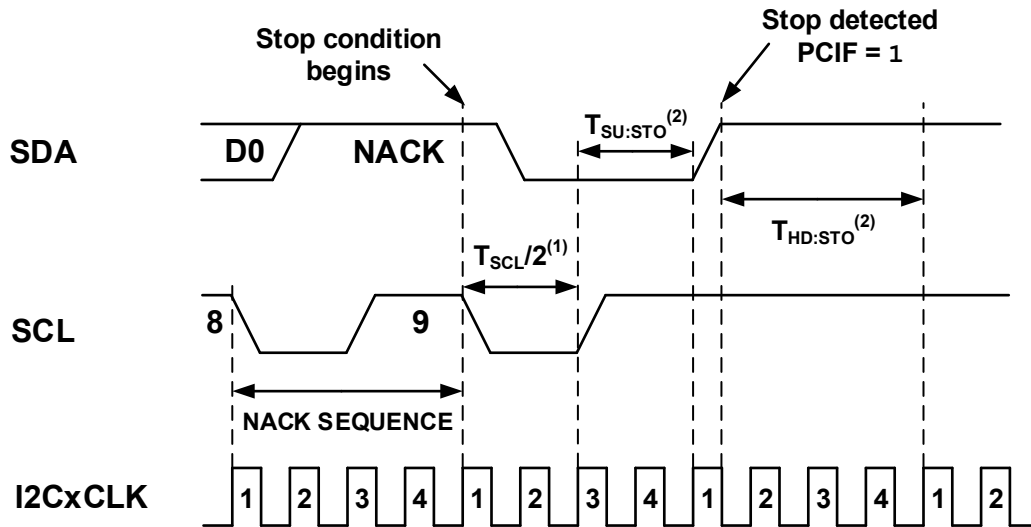 Stop condition
begins
Stop detected
PCIF = 1
SDA
D0
NACK
TSU:STO(2)
THD:STO(2)
TSCL/2(1)
SCL
8
9
NACK SEQUENCE
I2CxCLK
1 2 3 4 1 2 3 4 1 2 3 4 1 2